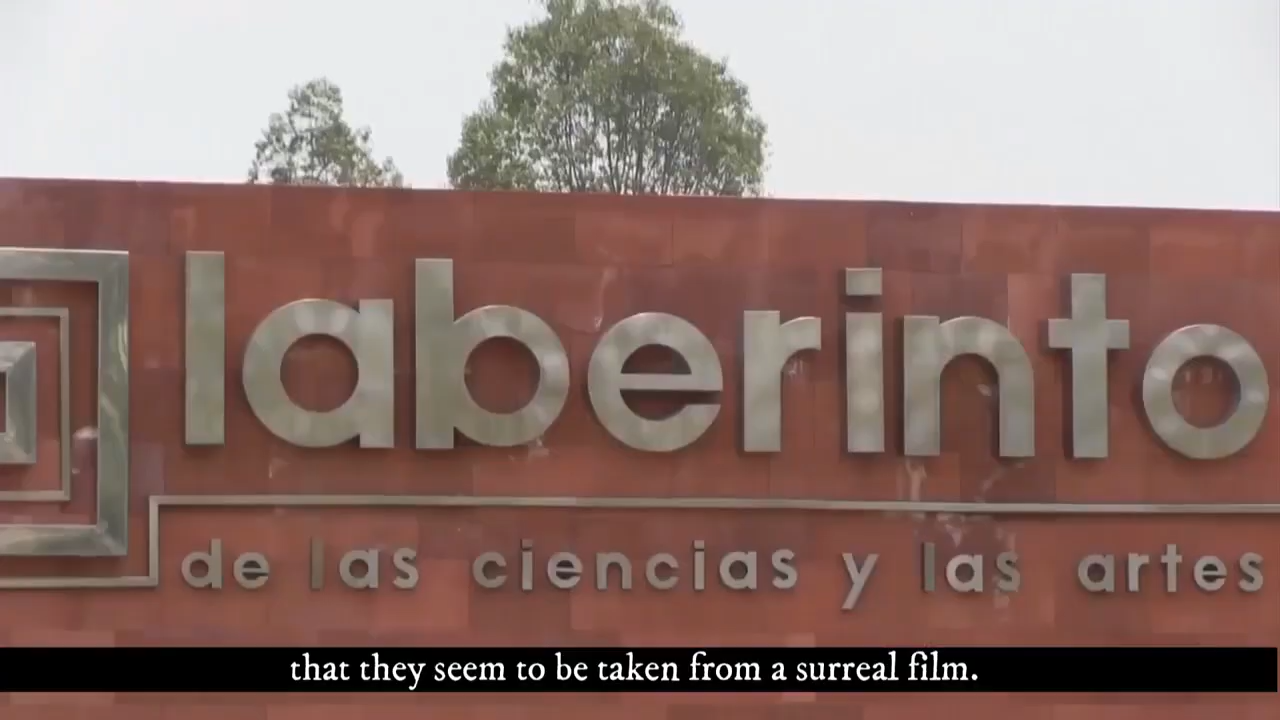 laberinto
de las ciencias y las artes
that they seem to be taken from a surreal film.